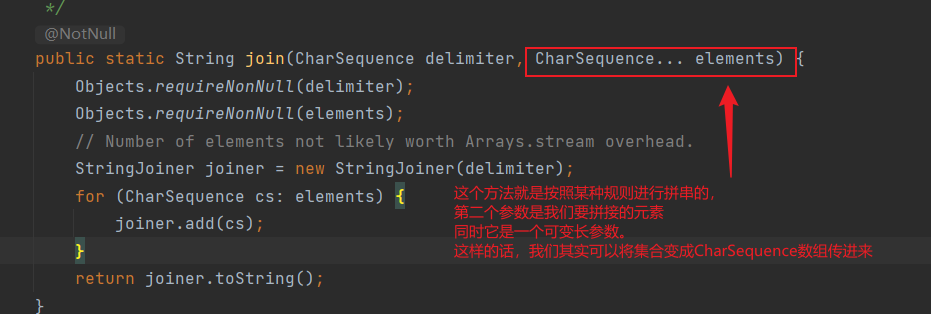 */
@NotNull
public static String join(CharSequence delimiter, CharSequence... elements) {
Objects.requireNonNull(delimiter);
Objects.requireNonNull(elements);
// Number of elements not likely worth Arrays.stream overhead.
StringJoiner joiner = new StringJoiner(delimiter);
for (CharSequence cs: elements) {
joiner.add(cs);
}
return joiner.toString();
}
这个方法就是按照某种规则进行拼串的，
第二个参数是我们要拼接的元素
同时它是一个可变长参数。
这样的话，我们其实可以将集合变成CharSequence数组传进来